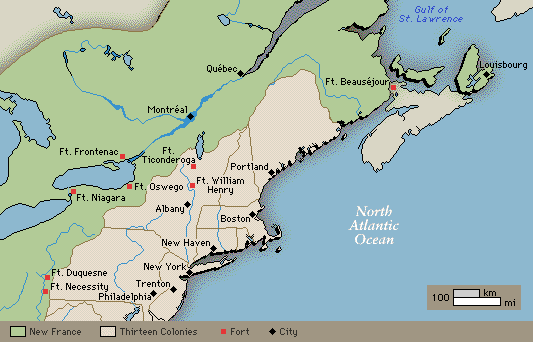 Gulf of
St. Lawrence
Québec
Louisbourg
Ft. Beauséjour
Montréal
Ft. Frontenac
Ft.
Ticonderoga
Portland
Ft. Oswego
Ft. William
Henry
Ft. Niagara
Albany
Boston
North
Atlantic
Ocean
New Haven
New York
Ft. Duquesne
Ft. Necessity
Trenton
Philadelphia
100
km
mi
New France
Thirteen Colonies
Fort
City